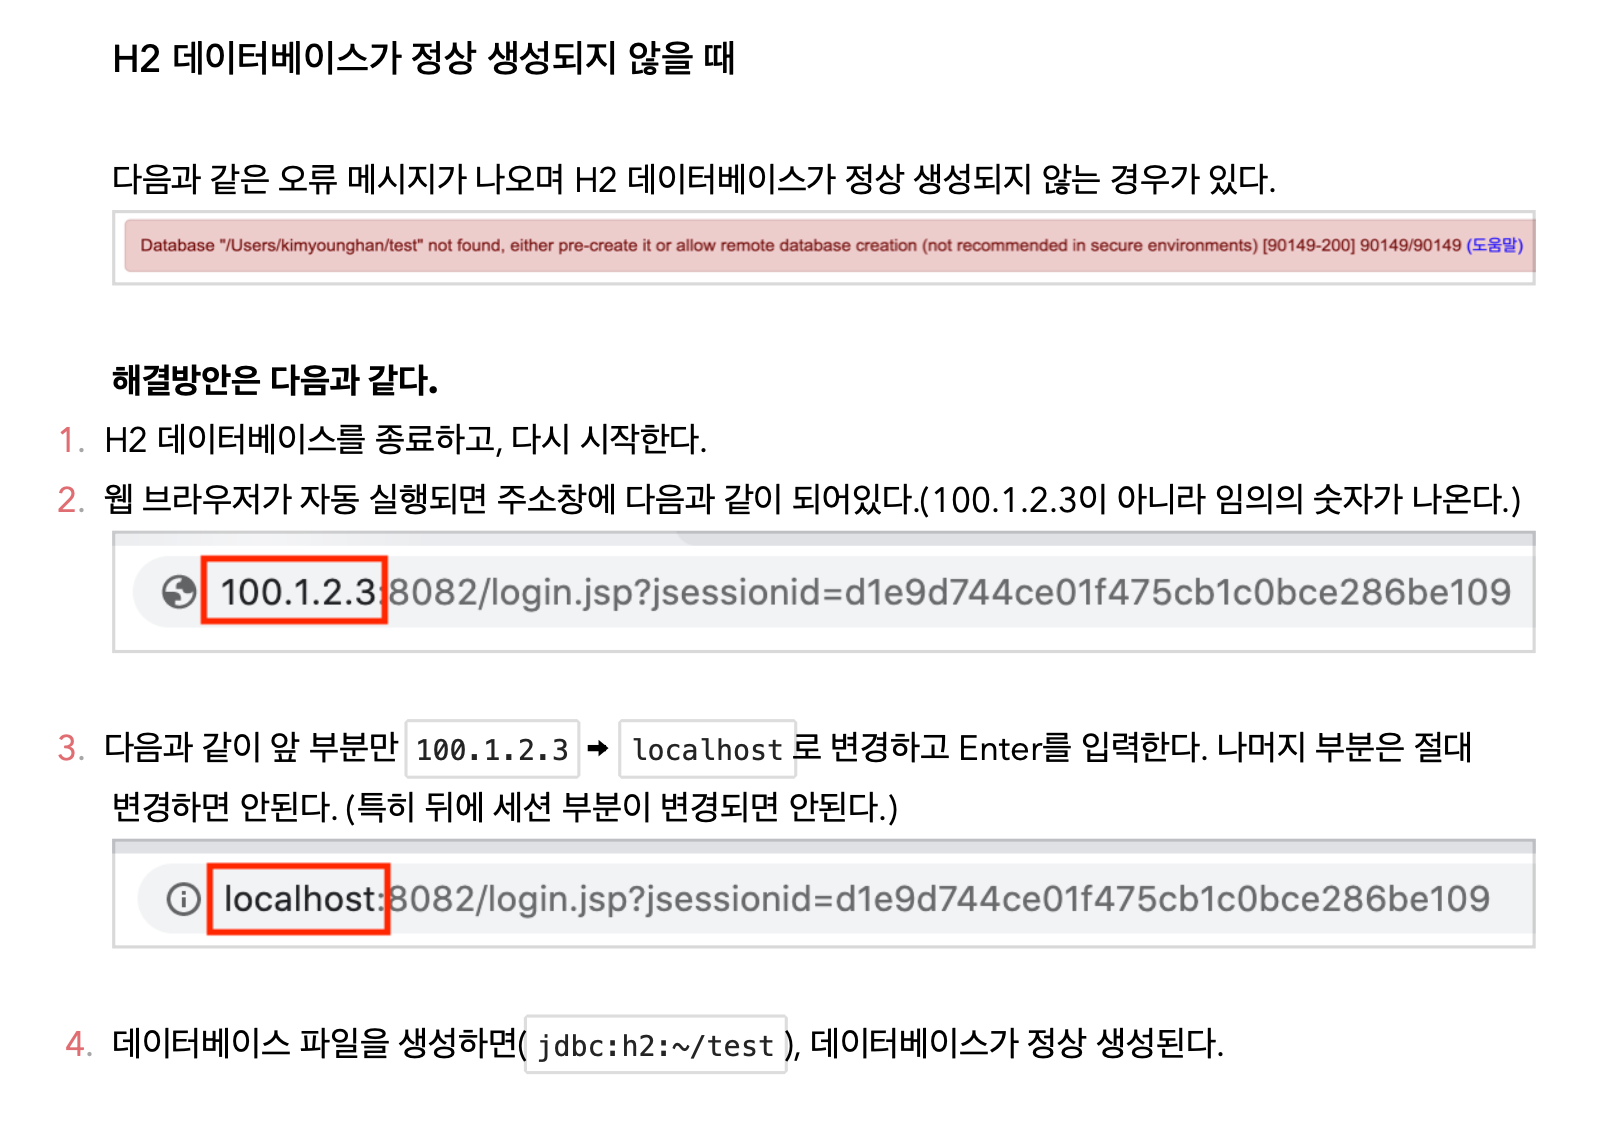 H2 데이터베이스가 정상 생성되지 않을 때
다음과 같은 오류 메시지가 나오며 H2 데이터베이스가 정상 생성되지 않는 경우가 있다.
Database "/Users/kimyounghan/test" not found, either pre-create it or allow remote database creation (not recommended in secure environments) [90149-200] 90149/90149 (도움말)
해결방안은 다음과 같다.
1. H2 데이터베이스를 종료하고, 다시 시작한다.
2. 웹 브라우저가 자동 실행되면 주소창에 다음과 같이 되어있다.(100.1.2.3이 아니라 임의의 숫자가 나온다.)
100.1.2.3:8082/login.jsp?jsessionid=d1e9d744ce01f475cb1c0bce286be109
3. 다음과 같이 앞 부분만 100.1.2.3 ➡ localhost 로 변경하고 Enter를 입력한다. 나머지 부분은 절대
변경하면 안된다. (특히 뒤에 세션 부분이 변경되면 안된다.)
localhost:8082/login.jsp?jsessionid=d1e9d744ce01f475cb1c0bce286be109
4. 데이터베이스 파일을 생성하면( jdbc:h2:~/test ), 데이터베이스가 정상 생성된다.